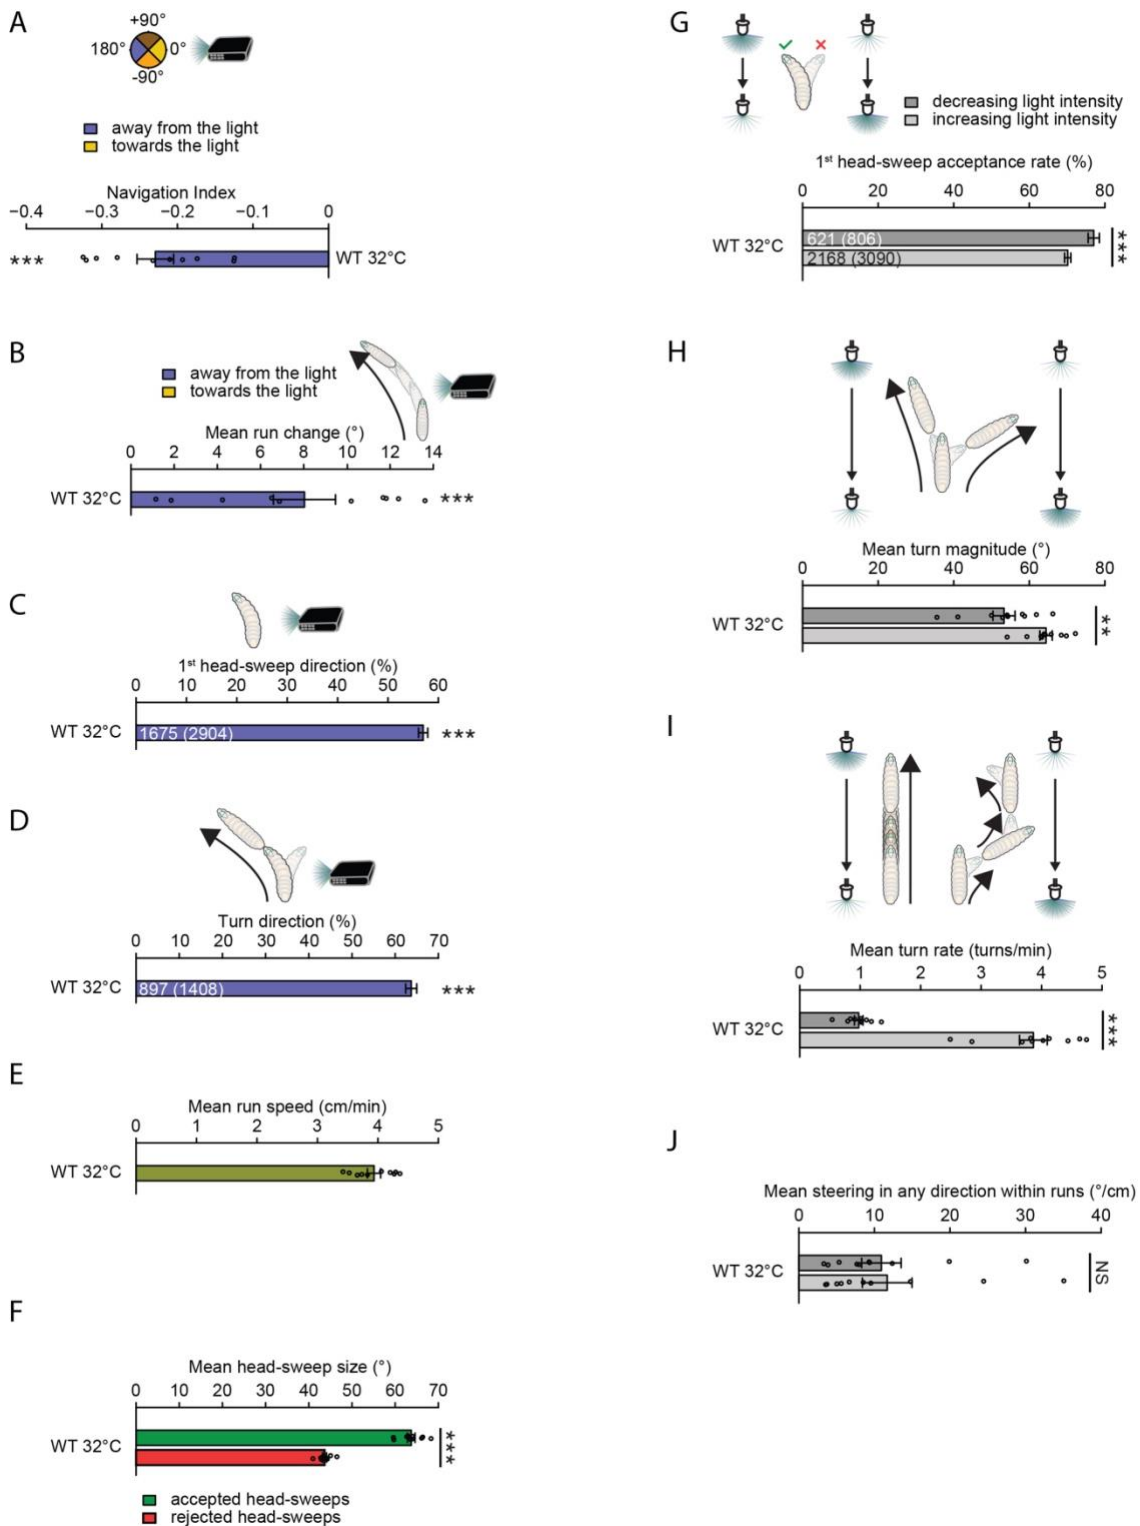 A
+90°
180°
0°
-90°
away from the light
towards the light
Navigation Index
−0.4 −0.3 −0.2 −0.1 0
*** WT 32°C
B
away from the light
towards the light
Mean run change (°)
0 2 4 6 8 10 12 14
WT 32°C ***
C
1st head-sweep direction (%)
0 10 20 30 40 50 60
WT 32°C 1675 (2904) ***
D
Turn direction (%)
0 10 20 30 40 50 60 70
WT 32°C 897 (1408) ***
E
Mean run speed (cm/min)
0 1 2 3 4 5
WT 32°C
F
Mean head-sweep size (°)
0 10 20 30 40 50 60 70
WT 32°C ***
accepted head-sweeps
rejected head-sweeps
G
decreasing light intensity
increasing light intensity
1st head-sweep acceptance rate (%)
0 20 40 60 80
621 (806)
WT 32°C ***
2168 (3090)
H
Mean turn magnitude (°)
0 20 40 60 80
WT 32°C **
I
Mean turn rate (turns/min)
0 1 2 3 4 5
WT 32°C ***
J
Mean steering in any direction within runs (°/cm)
0 10 20 30 40
WT 32°C NS